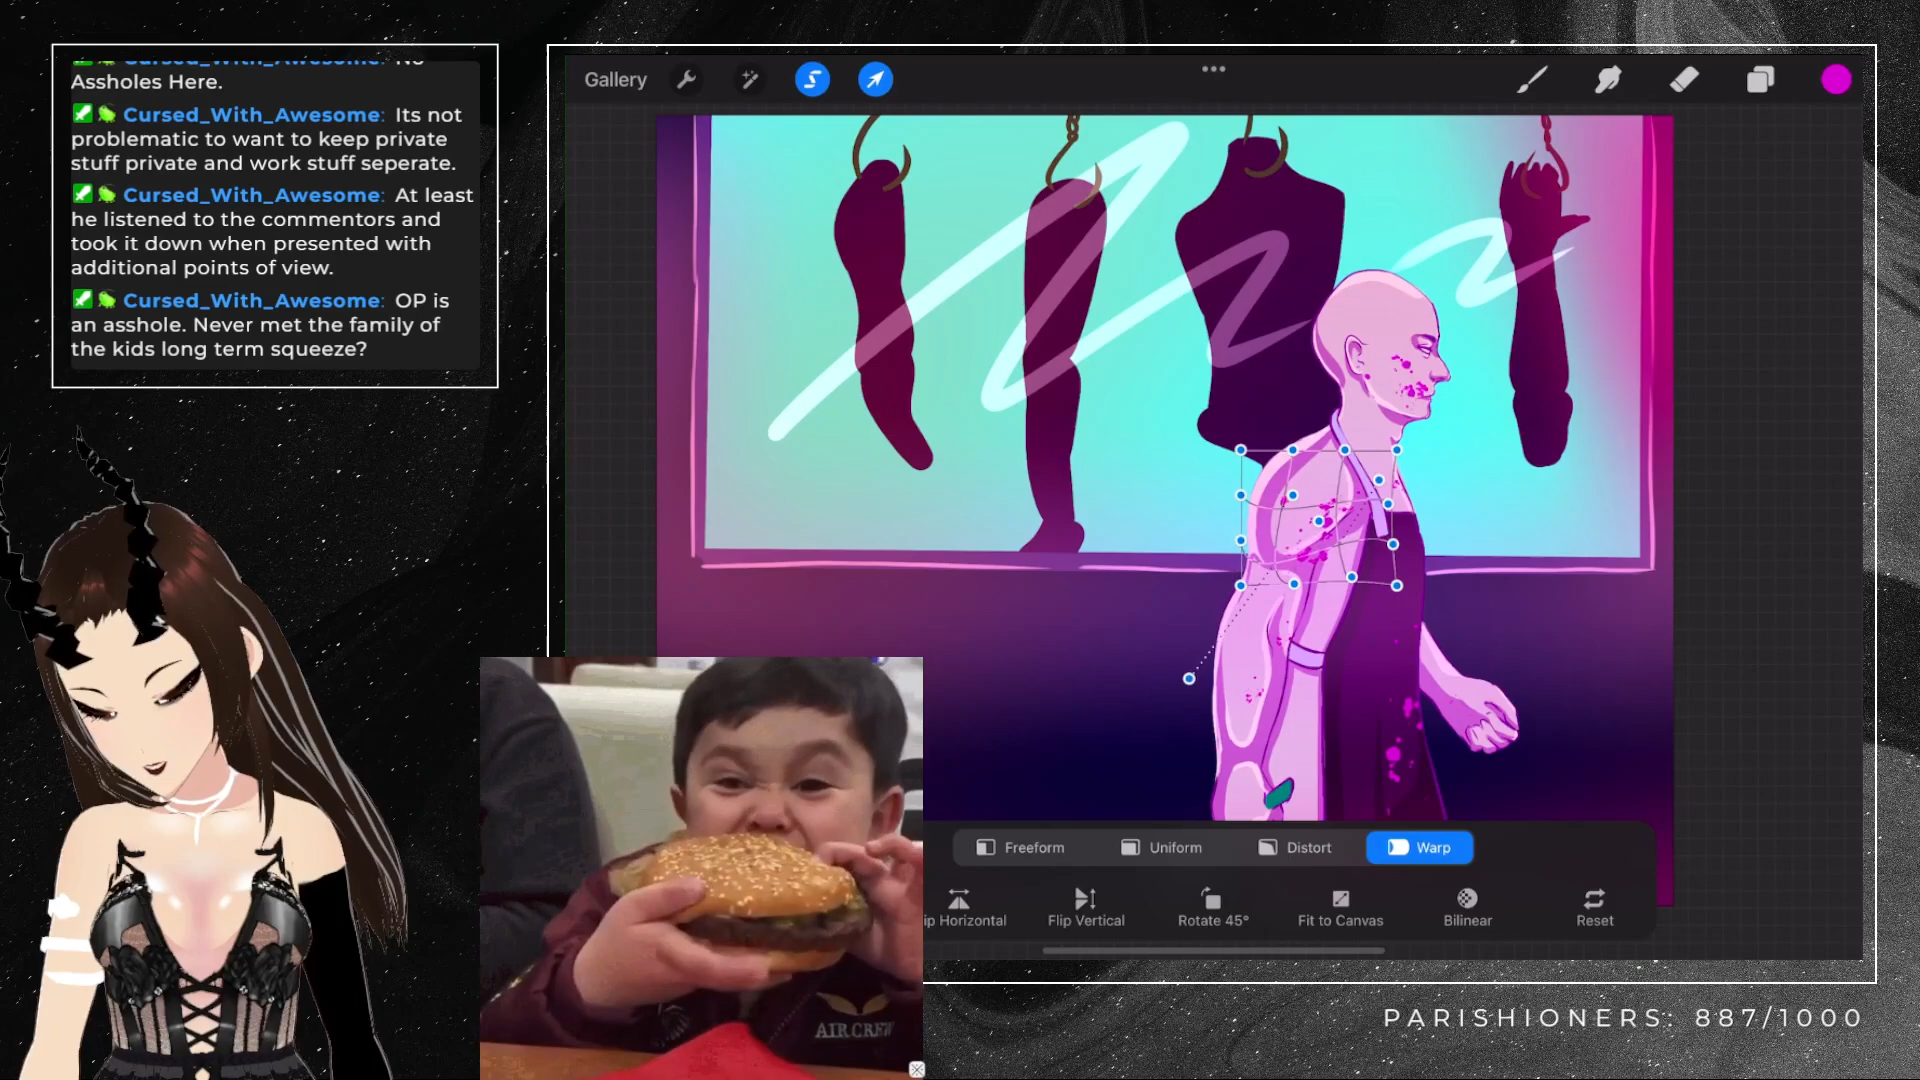 Assholes Here.
Cursed_With_Awesome: Its not
problematic to want to keep private
stuff private and work stuff seperate.
Cursed_With_Awesome: At least
he listened to the commentors and
took it down when presented with
additional points of view.
Cursed_With_Awesome: OP is
an asshole. Never met the family of
the kids long term squeeze?
Gallery
Freeform
Uniform
Distort
Warp
ip Horizontal
Flip Vertical
Rotate 45°
Fit to Canvas
Bilinear
Reset
AIR CREW
PARISHIONERS: 887/1000